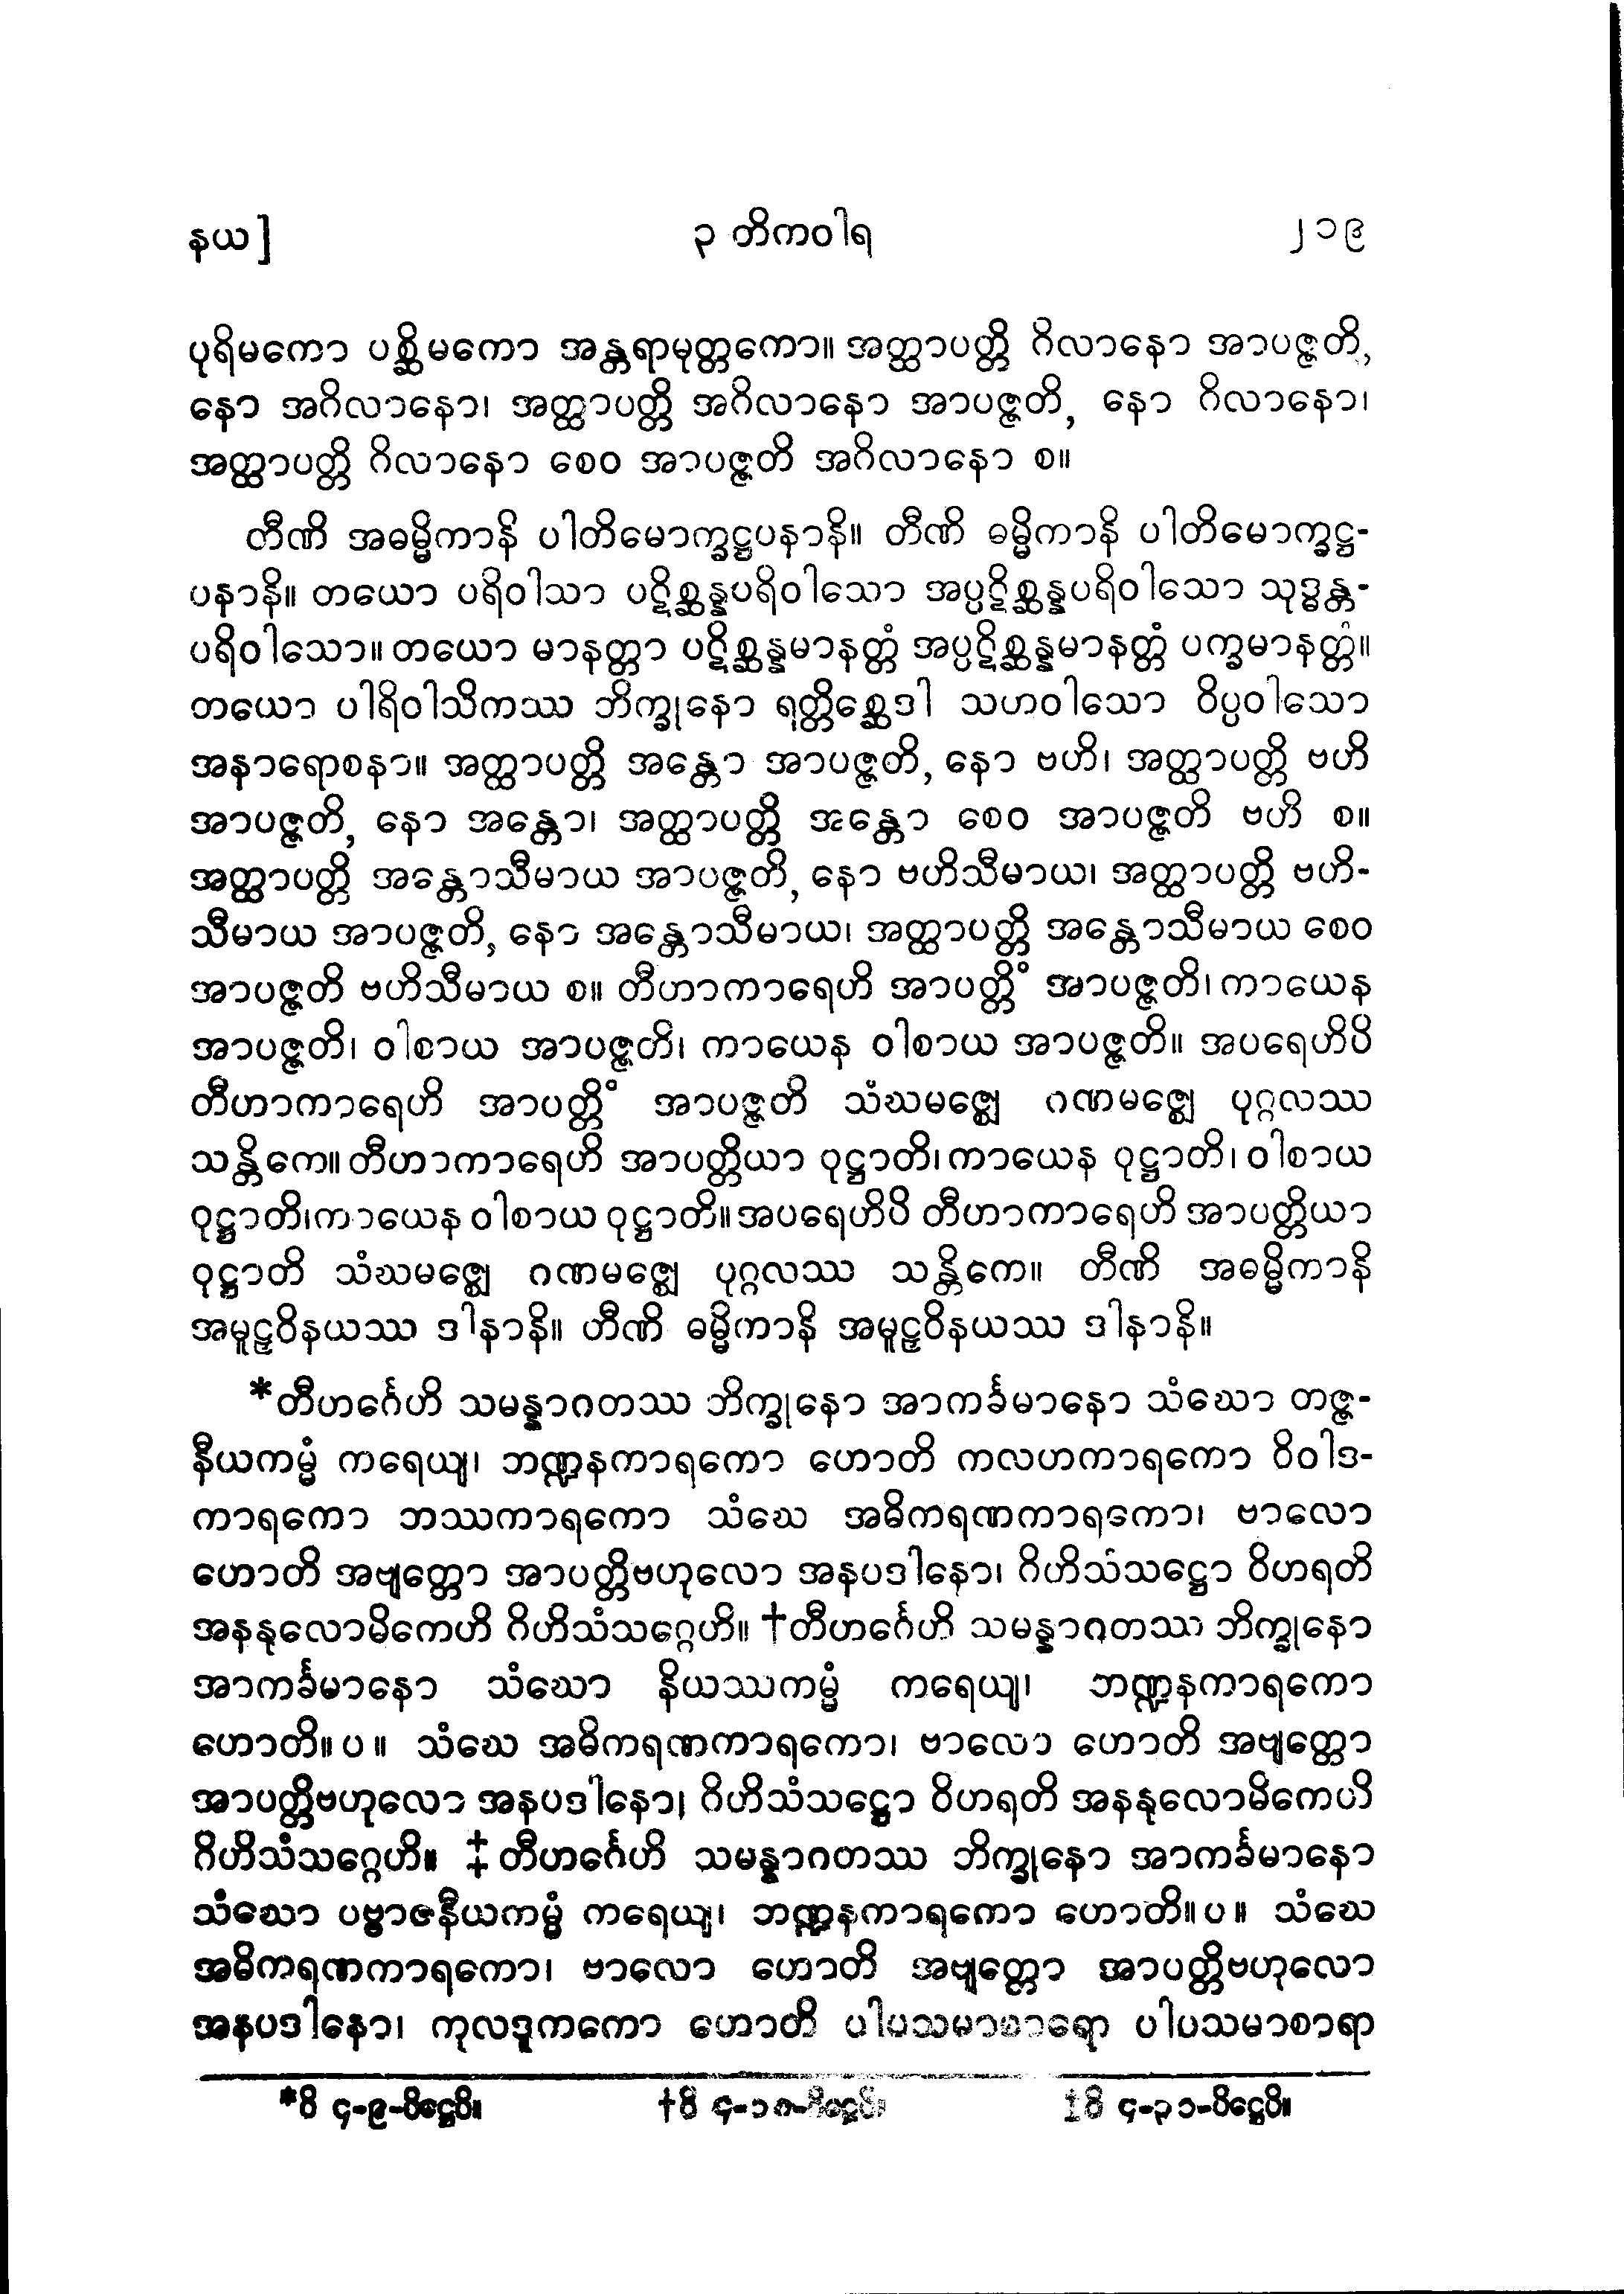 နယ]
၃ တိကဝါရ
၂၁၉
ပုရိမကော ပစ္ဆိမကော အန္တရာမုတ္တကော။ အတ္ထာပတ္တိ ဂိလာနော အာပဇ္ဇတိ,
နော အဂိလာနော၊ အတ္ထာပတ္တိ အဂိလာနော အာပဇ္ဇတိ, နော ဂိလာနော၊
အတ္ထာပတ္တိ ဂိလာနော စေဝ အာပဇ္ဇတိ အဂိလာနော စ။
တီဏိ အဓမ္မိကာနိ ပါတိမောက္ခဋ္ဌပနာနိ။ တီဏိ ဓမ္မိကာနိ ပါတိမောက္ခဋ္ဌ-
ပနာနိ။ တယော ပရိဝါသာ ပဋိစ္ဆန္နပရိဝါသော အပ္ပဋိစ္ဆန္နပရိဝါသော သုဒ္ဓန္တ-
ပရိဝါသော။ တယော မာနတ္တာ ပဋိစ္ဆန္နမာနတ္တံ အပ္ပဋိစ္ဆန္နမာနတ္တံ ပက္ခမာနတ္တံ။
တယော ပါရိဝါသိကဿ ဘိက္ခုနော ရတ္တိစ္ဆေဒါ သဟဝါသော ဝိပ္ပဝါသော
အနာရောစနာ။ အတ္ထာပတ္တိ အန္တော အာပဇ္ဇတိ, နော ဗဟိ၊ အတ္ထာပတ္တိ ဗဟိ
အာပဇ္ဇတိ, နော အန္တော၊ အတ္ထာပတ္တိ အန္တော စေဝ အာပဇ္ဇတိ ဗဟိ စ။
အတ္ထာပတ္တိ အန္တောသီမာယ အာပဇ္ဇတိ, နော ဗဟိသီမာယ၊ အတ္ထာပတ္တိ ဗဟိ-
သီမာယ အာပဇ္ဇတိ, နော အန္တောသီမာယ၊ အတ္ထာပတ္တိ အန္တောသီမာယ စေဝ
အာပဇ္ဇတိ ဗဟိသီမာယ စ။ တီဟာကာရေဟိ အာပတ္တိံ အာပဇ္ဇတိ၊ ကာယေန
အာပဇ္ဇတိ၊ ဝါစာယ အာပဇ္ဇတိ၊ ကာယေန ဝါစာယ အာပဇ္ဇတိ။ အပရေဟိပိ
တီဟာကာရေဟိ အာပတ္တိံ အာပဇ္ဇတိ သံဃမဇ္ဈေ ဂဏမဇ္ဈေ ပုဂ္ဂလဿ
သန္တိကေ။ တီဟာကာရေဟိ အာပတ္တိယာ ဝုဋ္ဌာတိ၊ ကာယေန ဝုဋ္ဌာတိ၊ ဝါစာယ
ဝုဋ္ဌာတိ၊ ကာယေန ဝါစာယ ဝုဋ္ဌာတိ။ အပရေဟိပိ တီဟာကာရေဟိ အာပတ္တိယာ
ဝုဋ္ဌာတိ သံဃမဇ္ဈေ ဂဏမဇ္ဈေ ပုဂ္ဂလဿ သန္တိကေ။ တီဏိ အဓမ္မိကာနိ
အမူဠှဝိနယဿ ဒါနာနိ။ တီဏိ ဓမ္မိကာနိ အမူဠှဝိနယဿ ဒါနာနိ။
*တီဟင်္ဂေဟိ သမန္နာဂတဿ ဘိက္ခုနော အာကင်္ခမာနော သံဃော တဇ္ဇ-
နီယကမ္မံ ကရေယျ၊ ဘဏ္ဍနကာရကော ဟောတိ ကလဟကာရကော ဝိဝါဒ-
ကာရကော ဘဿကာရကော သံဃေ အဓိကရဏကာရကော၊ ဗာလော
ဟောတိ အဗျတ္တော အာပတ္တိဗဟုလော အနပဒါနော၊ ဂိဟိသံသဋ္ဌော ဝိဟရတိ
အနနုလောမိကေဟိ ဂိဟိသံသဂ္ဂေဟိ။ †တီဟင်္ဂေဟိ သမန္နာဂတဿ ဘိက္ခုနော
အာကင်္ခမာနော သံဃော နိယဿကမ္မံ ကရေယျ၊ ဘဏ္ဍနကာရကော
ဟောတိ။ပ။ သံဃေ အဓိကရဏကာရကော၊ ဗာလော ဟောတိ အဗျတ္တော
အာပတ္တိဗဟုလော အနပဒါနော၊ ဂိဟိသံသဋ္ဌော ဝိဟရတိ အနနုလောမိကေဟိ
ဂိဟိသံသဂ္ဂေဟိ။ ‡တီဟင်္ဂေဟိ သမန္နာဂတဿ ဘိက္ခုနော အာကင်္ခမာနော
သံဃော ပဗ္ဗာဇနီယကမ္မံ ကရေယျ၊ ဘဏ္ဍနကာရကော ဟောတိ။ပ။ သံဃေ
အဓိကရဏကာရကော၊ ဗာလော ဟောတိ အဗျတ္တော အာပတ္တိဗဟုလော
အနပဒါနော၊ ကုလဒူကကော ဟောတိ ပါပသမာစာရော ပါပသမာစာရာ
*ဝိ ၄-၉-ပိဋ္ဌေပိ။ †ဝိ ၄-၁၈-ပိဋ္ဌေပိ။ ‡ဝိ ၄-၃၁-ပိဋ္ဌေပိ။